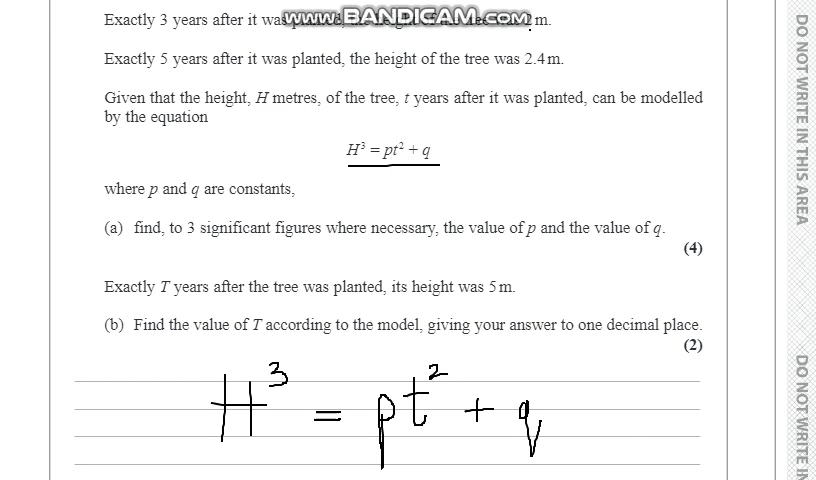 Exactly 3 years after it was m.
www.BANDICAM.com
Exactly 5 years after it was planted, the height of the tree was 2.4 m.
Given that the height, H metres, of the tree, t years after it was planted, can be modelled
by the equation
H³ = pt² + q
where p and q are constants,
(a) find, to 3 significant figures where necessary, the value of p and the value of q.
(4)
Exactly T years after the tree was planted, its height was 5 m.
(b) Find the value of T according to the model, giving your answer to one decimal place.
(2)
H³ = pt² + q
DO NOT WRITE IN THIS AREA
DO NOT WRITE IN